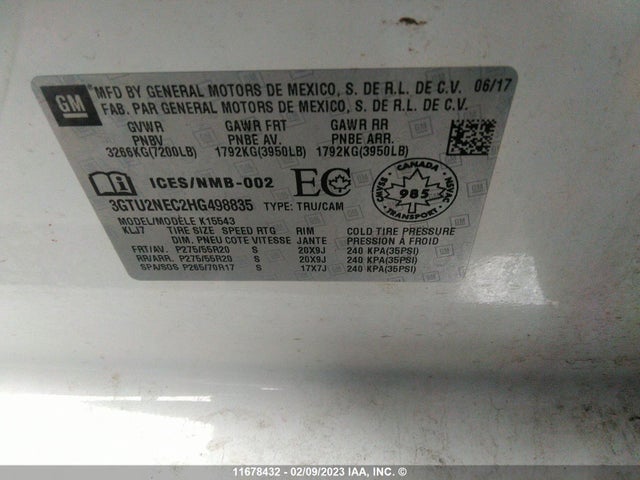 GM
MFD BY GENERAL MOTORS DE MEXICO, S. DE R.L. DE C.V. 06/17
FAB. PAR GENERAL MOTORS DE MEXICO, S. DE R.L. DE C.V.
GVWR GAWR FRT GAWR RR
PNBV PNBE AV. PNBE ARR.
3266KG(7200LB) 1792KG(3950LB) 1792KG(3950LB)
ICES/NMB-002 EC CANADA CMVSS 985 NSVAC TRANSPORT
3GTU2NEC2HG498835 TYPE: TRU/CAM
MODEL/MODÈLE K15543
KLJ7 TIRE SIZE SPEED RTG RIM COLD TIRE PRESSURE
DIM. PNEU COTE VITESSE JANTE PRESSION À FROID
FRT/AV. P275/55R20 S 20X9J 240 KPA(35PSI)
RR/ARR. P275/55R20 S 20X9J 240 KPA(35PSI)
SPA/SOS P265/70R17 S 17X7J 240 KPA(35PSI)
11678432 - 02/09/2023 IAA, Inc. ©